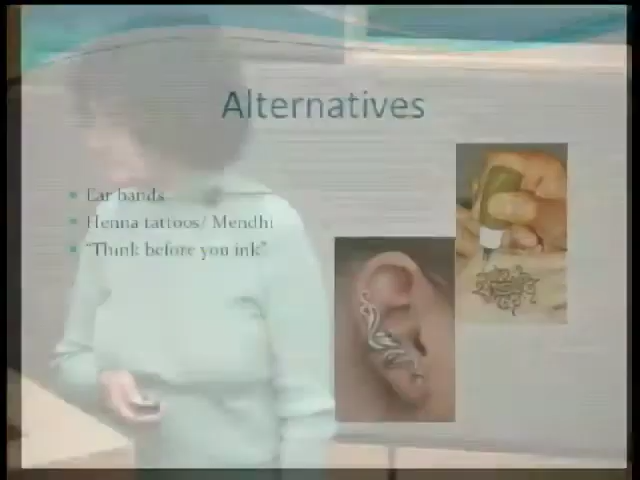 Alternatives
Ear bands
Henna tattoos/ Mendhi
"Think before you ink"